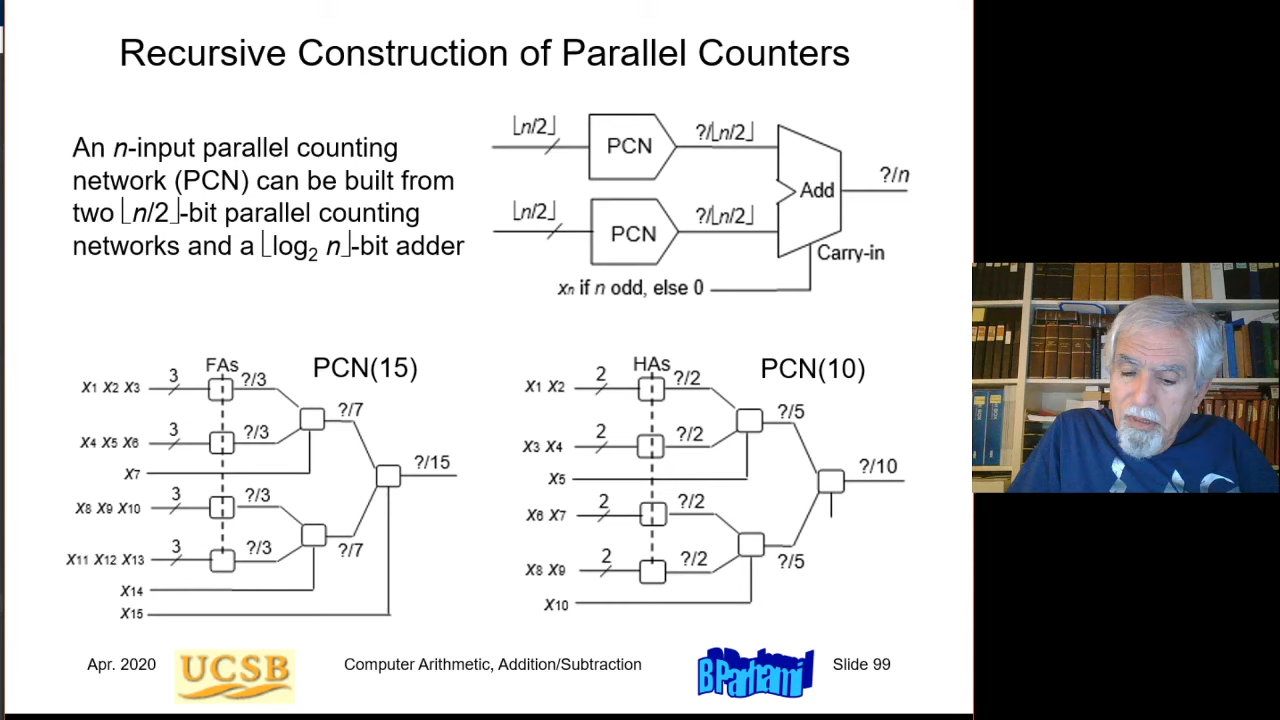 Recursive Construction of Parallel Counters
An n-input parallel counting
network (PCN) can be built from
two ⌊n/2⌋-bit parallel counting
networks and a ⌊log₂ n⌋-bit adder
⌊n/2⌋
PCN
?/⌊n/2⌋
⌊n/2⌋
PCN
?/⌊n/2⌋
Add
?/n
Carry-in
xn if n odd, else 0
FAs
PCN(15)
x1 x2 x3
3
?/3
?/7
x4 x5 x6
3
?/3
x7
?/15
x8 x9 x10
3
?/3
x11 x12 x13
3
?/3
?/7
x14
x15
HAs
PCN(10)
x1 x2
2
?/2
?/5
x3 x4
2
?/2
x5
?/10
x6 x7
2
?/2
x8 x9
2
?/2
?/5
x10
Apr. 2020
UCSB
Computer Arithmetic, Addition/Subtraction
B Parhami
Slide 99